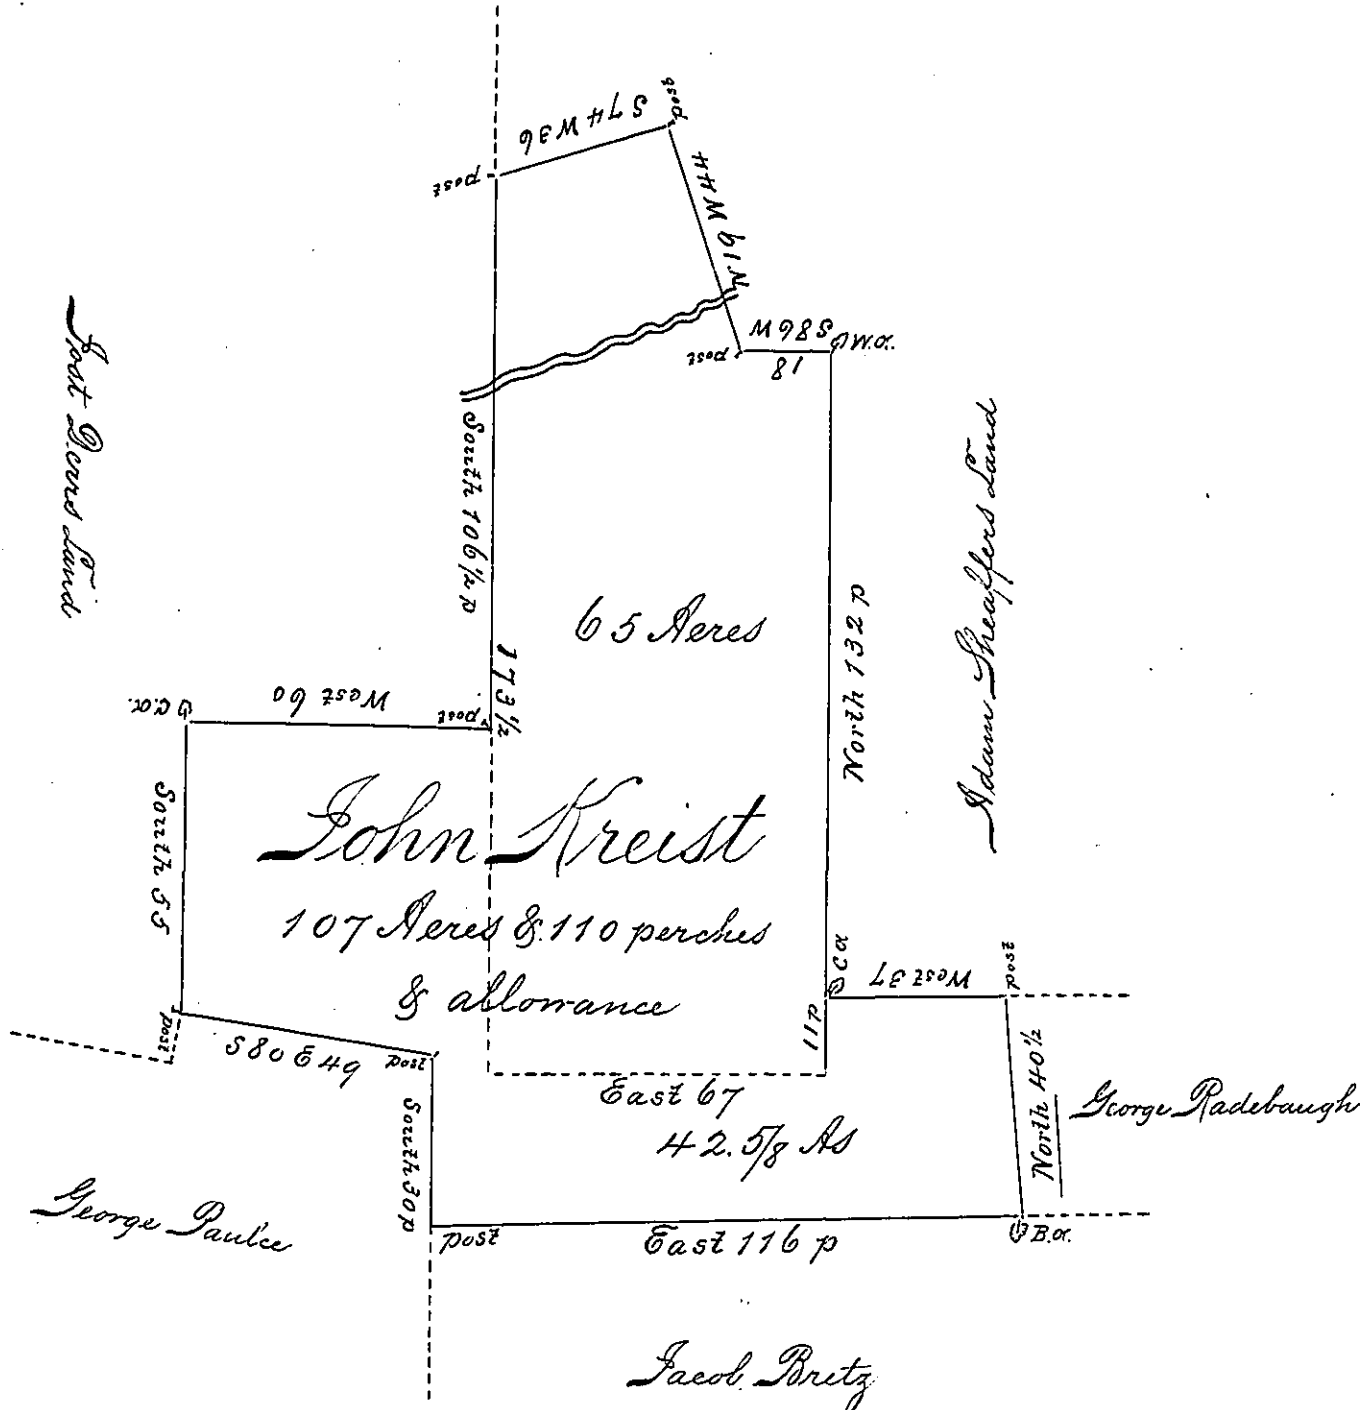 post
S 74 W 36
post
N 19 W 44
S 86 W
18
post
W.O.
South 106½ p
173½
Land
Adam Sheaffers Land
65 Acres
North 132 p
West 60
post
C.O.
South 55
John Kreist
107 Acres & 110 perches
& allowance
C O
West 37
post
11 p
East 67
42.5/8 As
post
S 80 E 49
post
South 30 p
North 40½
George Radebaugh
George
post
East 116 p
B.O.
Jacob Bretz